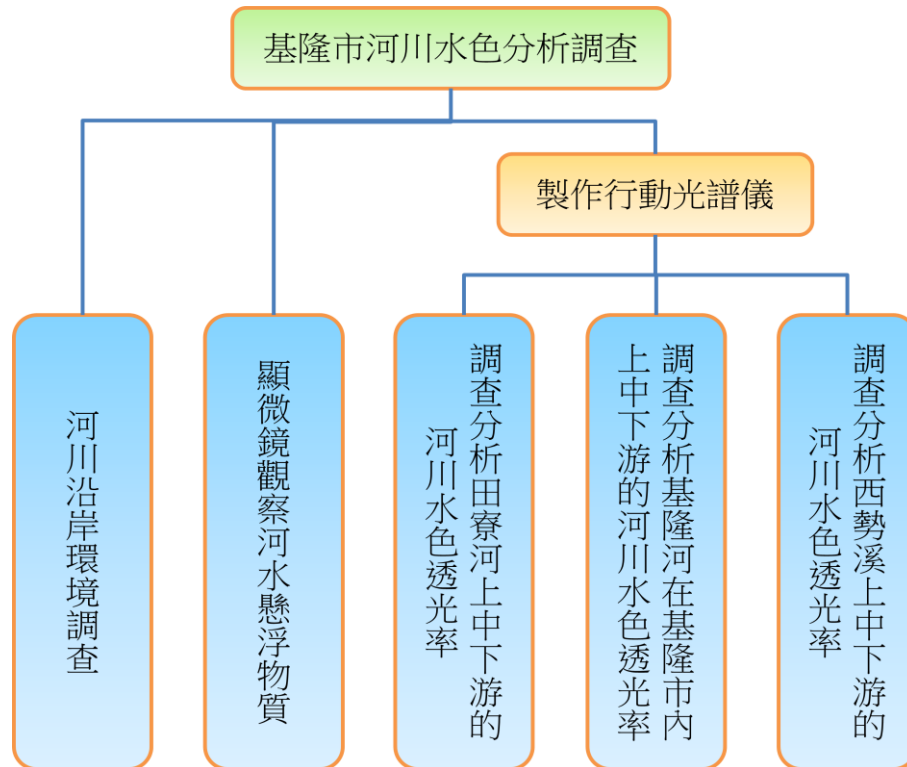 基隆市河川水色分析調查
製作行動光譜儀
河川沿岸環境調查
顯微鏡觀察河水懸浮物質
調查分析田寮河上中下游的
河川水色透光率
調查分析基隆河在基隆市內
上中下游的河川水色透光率
調查分析西勢溪上中下游的
河川水色透光率